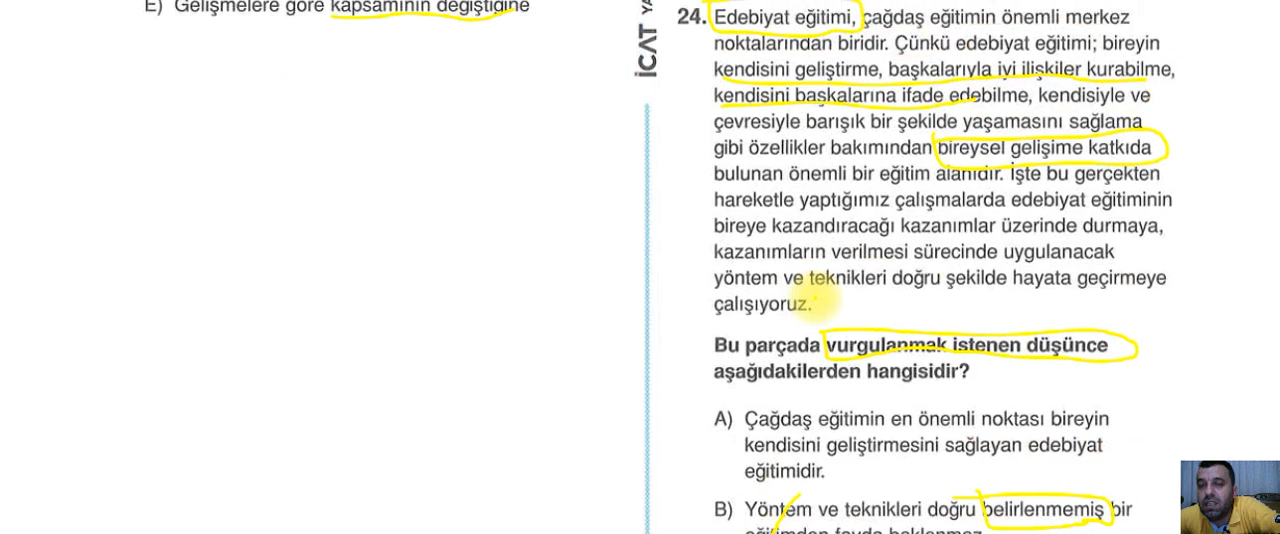 E) Gelişmelere göre kapsamının değiştiğine
İCAT YA
24. Edebiyat eğitimi, çağdaş eğitimin önemli merkez
noktalarından biridir. Çünkü edebiyat eğitimi; bireyin
kendisini geliştirme, başkalarıyla iyi ilişkiler kurabilme,
kendisini başkalarına ifade edebilme, kendisiyle ve
çevresiyle barışık bir şekilde yaşamasını sağlama
gibi özellikler bakımından bireysel gelişime katkıda
bulunan önemli bir eğitim alanıdır. İşte bu gerçekten
hareketle yaptığımız çalışmalarda edebiyat eğitiminin
bireye kazandıracağı kazanımlar üzerinde durmaya,
kazanımların verilmesi sürecinde uygulanacak
yöntem ve teknikleri doğru şekilde hayata geçirmeye
çalışıyoruz.
Bu parçada vurgulanmak istenen düşünce
aşağıdakilerden hangisidir?
A) Çağdaş eğitimin en önemli noktası bireyin
kendisini geliştirmesini sağlayan edebiyat
eğitimidir.
B) Yöntem ve teknikleri doğru belirlenmemiş bir
eğitimden fayda beklenmez